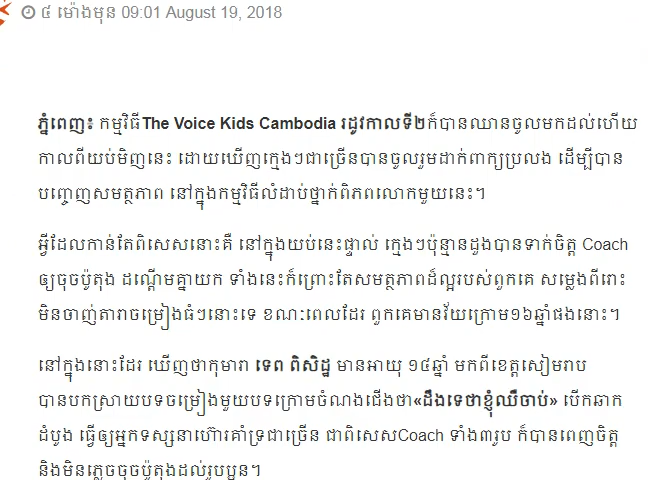 ៤ ម៉ោងមុន 09:01 August 19, 2018
ភ្នំពេញ៖ កម្មវិធីThe Voice Kids Cambodia រដូវកាលទី២ក៏បានឈានចូលមកដល់ហើយ
កាលពីយប់មិញនេះ ដោយឃើញក្មេងៗជាច្រើនបានចូលរួមដាក់ពាក្យប្រលង ដើម្បីបាន
បញ្ចេញសមត្ថភាព នៅក្នុងកម្មវិធីលំដាប់ថ្នាក់ពិភពលោកមួយនេះ។
អ្វីដែលកាន់តែពិសេសនោះគឺ នៅក្នុងយប់នេះផ្ទាល់ ក្មេងៗប៉ុន្មានដួងបានទាក់ចិត្ត Coach
ឲ្យចុចប៊ូតុង ដណ្តើមគ្នាយក ទាំងនេះក៏ព្រោះតែសមត្ថភាពដ៏ល្អរបស់ពួកគេ សម្លេងពីរោះ
មិនចាញ់តារាចម្រៀងធំៗនោះទេ ខណៈពេលដែរ ពួកគេមានវ័យក្រោម១៦ឆ្នាំផងនោះ។
នៅក្នុងនោះដែរ ឃើញថាកុមារា ទេព ពិសិដ្ឋ មានអាយុ ១៤ឆ្នាំ មកពីខេត្តសៀមរាប
បានបកស្រាយបទចម្រៀងមួយបទក្រោមចំណងជើងថា«ដឹងទេថាខ្ញុំឈឺចាប់» បើកឆាក
ដំបូង ធ្វើឲ្យអ្នកទស្សនាហ៊ោរគាំទ្រជាច្រើន ជាពិសេសCoach ទាំង៣រូប ក៏បានពេញចិត្ត
និងមិនភ្លេចចុចប៊ូតុងដល់រូបប្អូន។